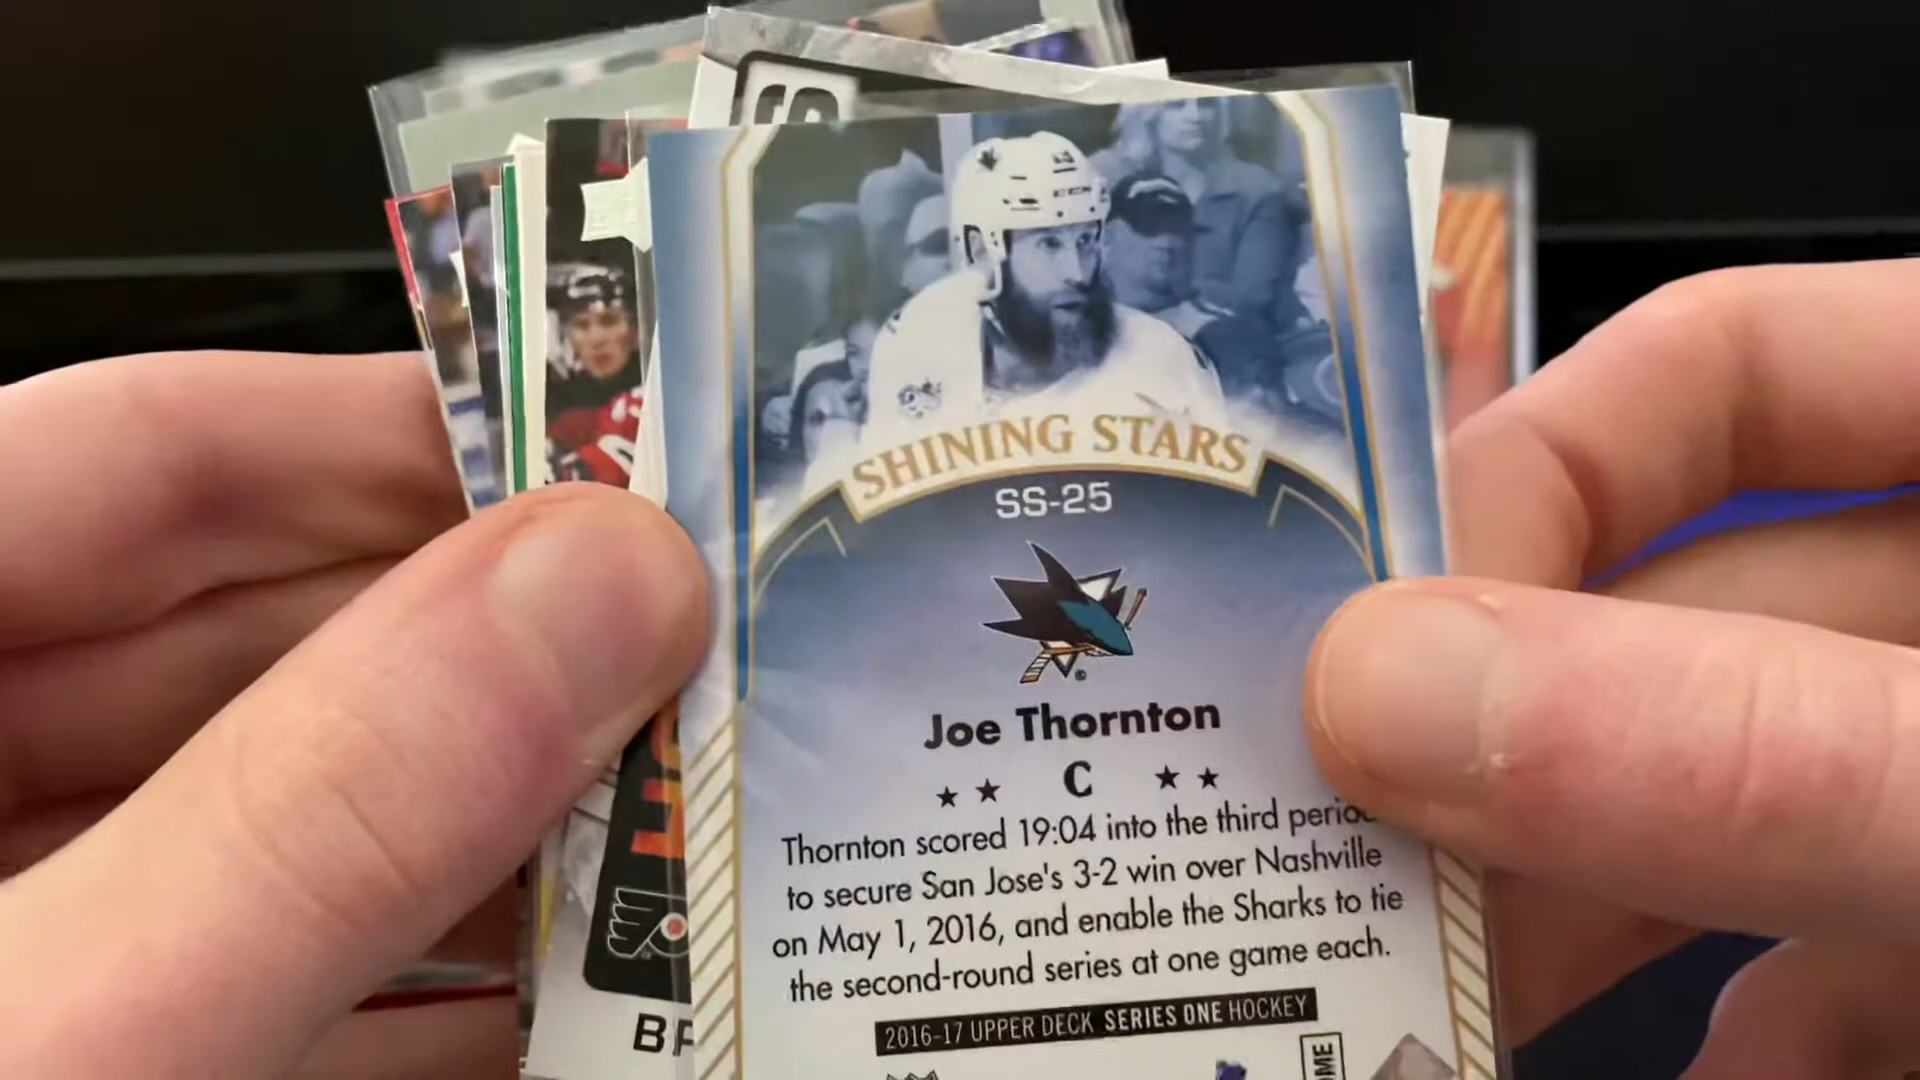 SHINING STARS
SS-25
Joe Thornton
★ ★ C ★ ★
Thornton scored 19:04 into the third
to secure San Jose's 3-2 win over Nashville
on May 1, 2016, and enable the Sharks to tie
the second-round series at one game each.
2016-17 UPPER DECK SERIES ONE HOCKEY